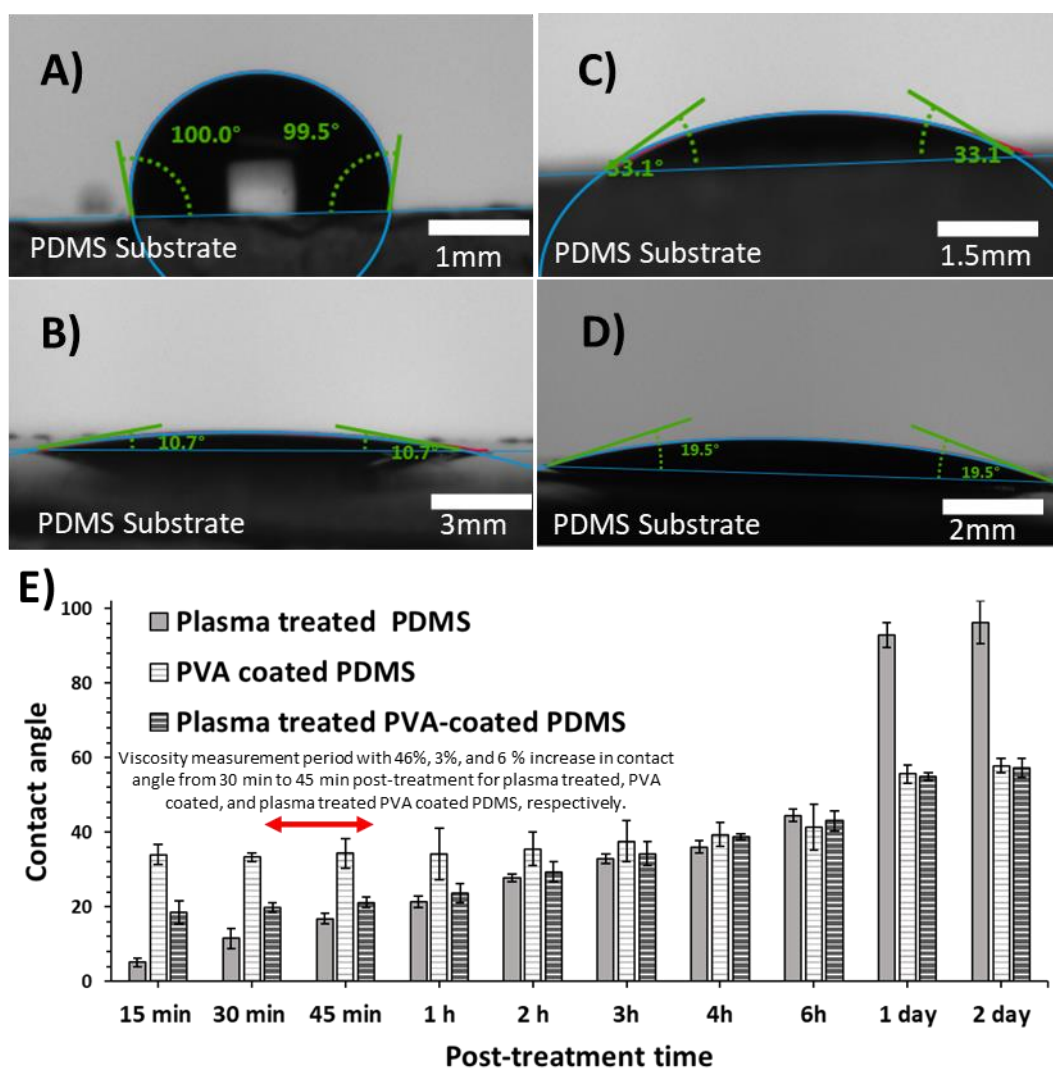 A)
100.0° 99.5°
PDMS Substrate
1mm
C)
33.1° 33.1
PDMS Substrate
1.5mm
B)
10.7° 10.7°
PDMS Substrate
3mm
D)
19.5°
19.5°
PDMS Substrate
2mm
E)
Contact angle
100
80
60
40
20
0
Plasma treated PDMS
PVA coated PDMS
Plasma treated PVA-coated PDMS
Viscosity measurement period with 46%, 3%, and 6 % increase in contact
angle from 30 min to 45 min post-treatment for plasma treated, PVA
coated, and plasma treated PVA coated PDMS, respectively.
15 min 30 min 45 min 1 h 2 h 3h 4h 6h 1 day 2 day
Post-treatment time